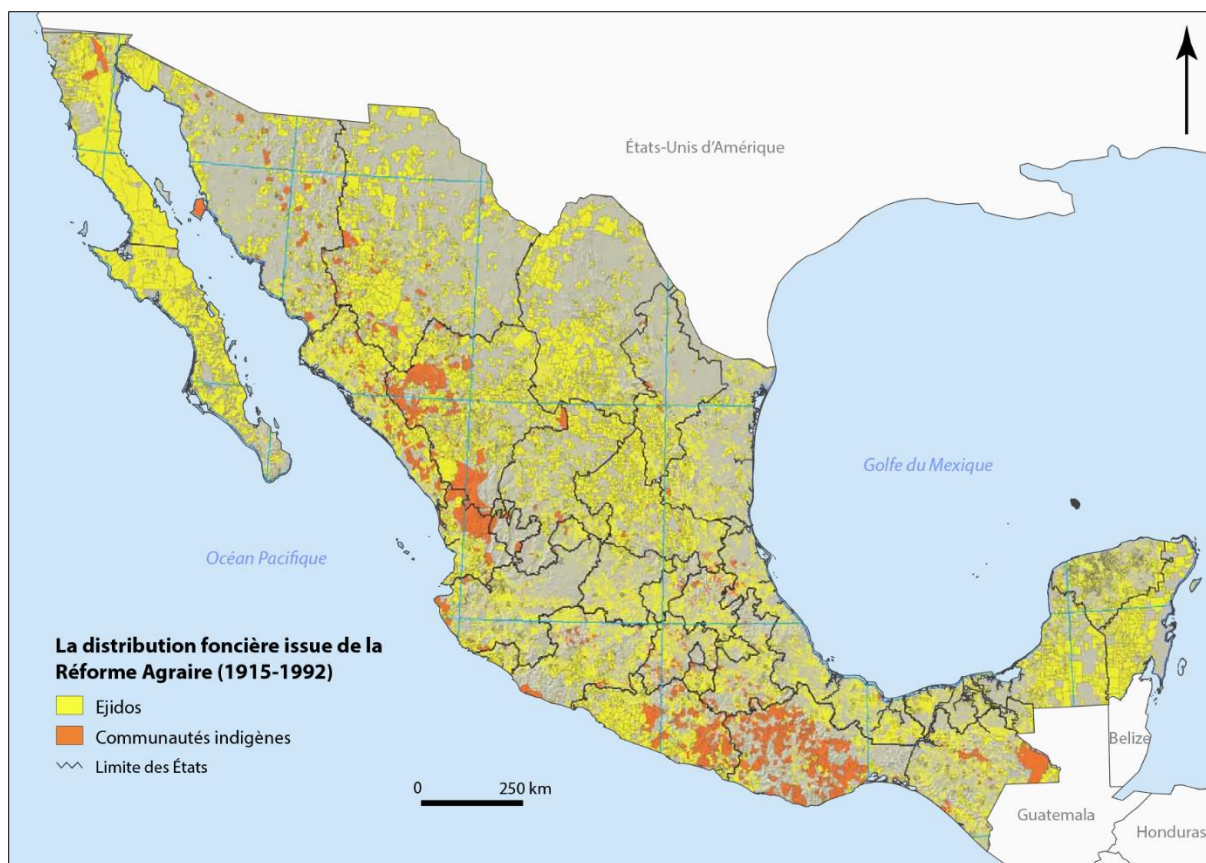 États-Unis d'Amérique
Golfe du Mexique
Océan Pacifique
La distribution foncière issue de la
Réforme Agraire (1915-1992)
Ejidos
Communautés indigènes
Limite des États
0 250 km
Belize
Guatemala
Honduras